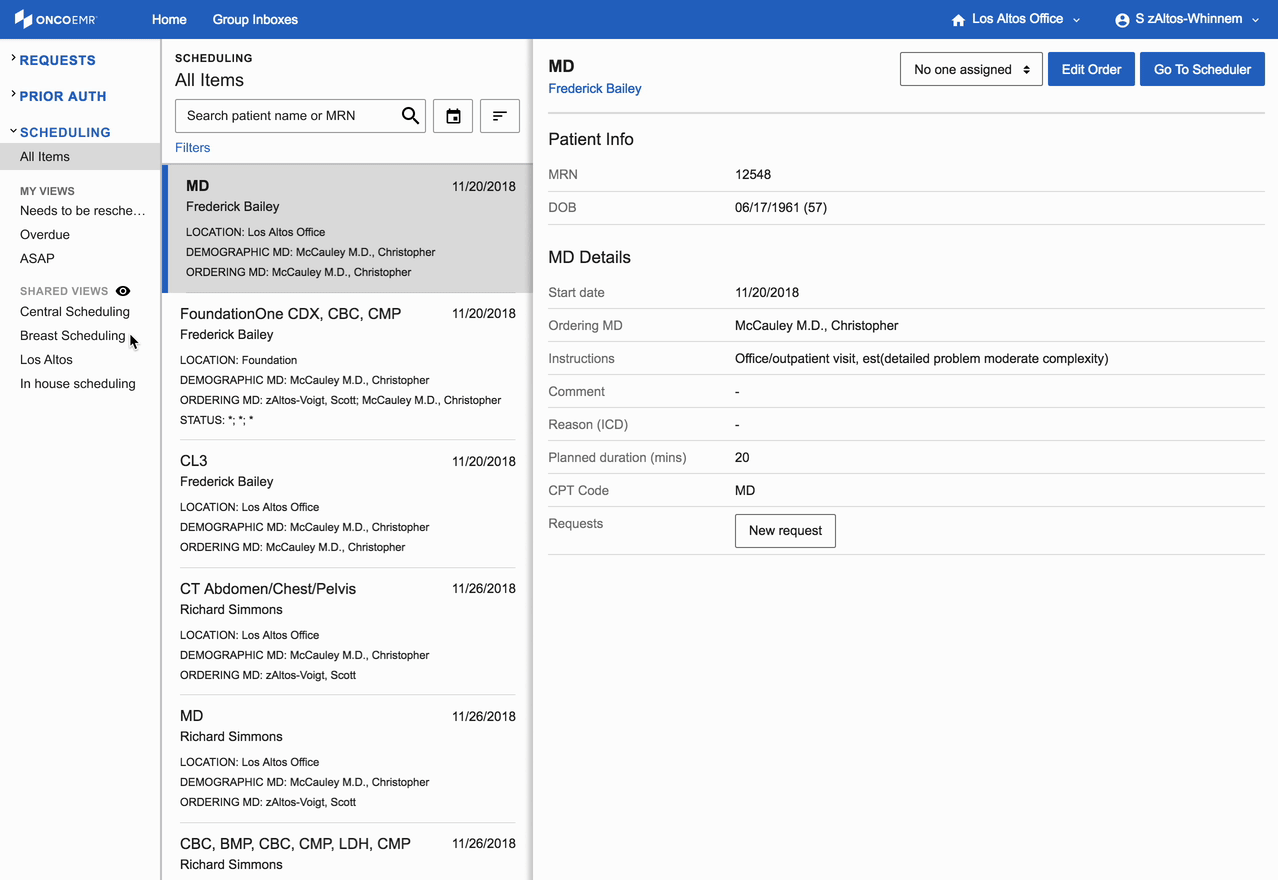 ONCOEMR
Home
Group Inboxes
Los Altos Office
S zAltos-Whinnem
REQUESTS
PRIOR AUTH
SCHEDULING
All Items
MY VIEWS
Needs to be resche...
Overdue
ASAP
SHARED VIEWS
Central Scheduling
Breast Scheduling
Los Altos
In house scheduling
SCHEDULING
All Items
Search patient name or MRN
Filters
MD 11/20/2018
Frederick Bailey
LOCATION: Los Altos Office
DEMOGRAPHIC MD: McCauley M.D., Christopher
ORDERING MD: McCauley M.D., Christopher
FoundationOne CDX, CBC, CMP 11/20/2018
Frederick Bailey
LOCATION: Foundation
DEMOGRAPHIC MD: McCauley M.D., Christopher
ORDERING MD: zAltos-Voigt, Scott; McCauley M.D., Christopher
STATUS: *; *; *
CL3 11/20/2018
Frederick Bailey
LOCATION: Los Altos Office
DEMOGRAPHIC MD: McCauley M.D., Christopher
ORDERING MD: McCauley M.D., Christopher
CT Abdomen/Chest/Pelvis 11/26/2018
Richard Simmons
LOCATION: Los Altos Office
DEMOGRAPHIC MD: McCauley M.D., Christopher
ORDERING MD: zAltos-Voigt, Scott
MD 11/26/2018
Richard Simmons
LOCATION: Los Altos Office
DEMOGRAPHIC MD: McCauley M.D., Christopher
ORDERING MD: zAltos-Voigt, Scott
CBC, BMP, CBC, CMP, LDH, CMP 11/26/2018
Richard Simmons
MD
Frederick Bailey
No one assigned
Edit Order
Go To Scheduler
Patient Info
MRN 12548
DOB 06/17/1961 (57)
MD Details
Start date 11/20/2018
Ordering MD McCauley M.D., Christopher
Instructions Office/outpatient visit, est(detailed problem moderate complexity)
Comment -
Reason (ICD) -
Planned duration (mins) 20
CPT Code MD
Requests New request